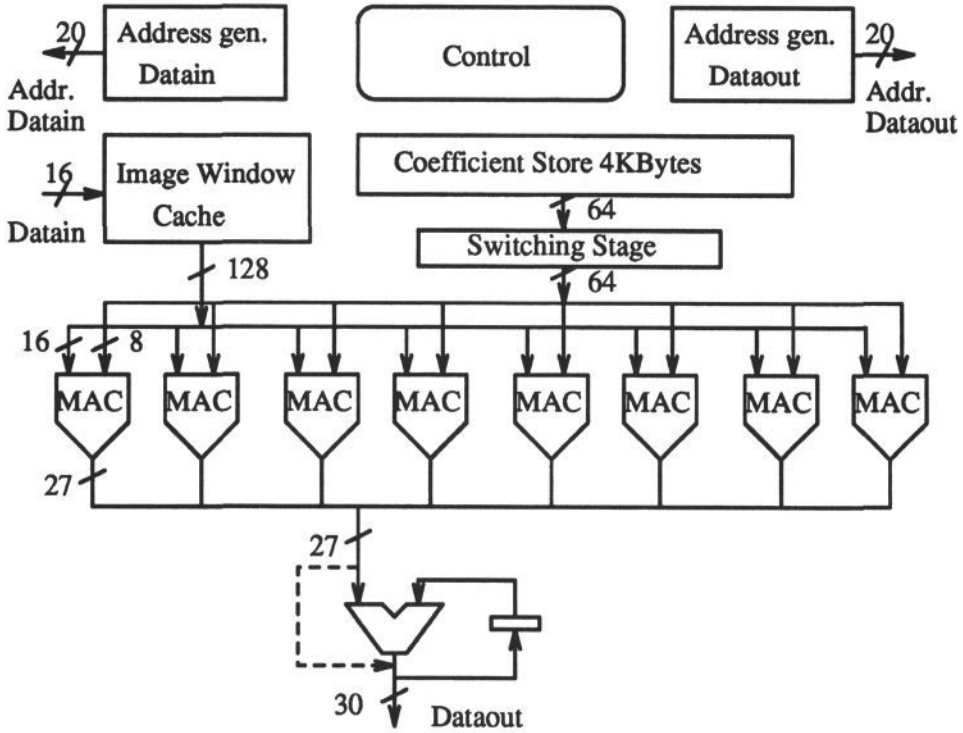 20
Address gen.
Datain
Addr.
Datain
Control
Address gen.
Dataout
20
Addr.
Dataout
16
Datain
Image Window
Cache
Coefficient Store 4KBytes
64
Switching Stage
64
128
16
8
MAC
MAC
MAC
MAC
MAC
MAC
MAC
MAC
27
27
30
Dataout